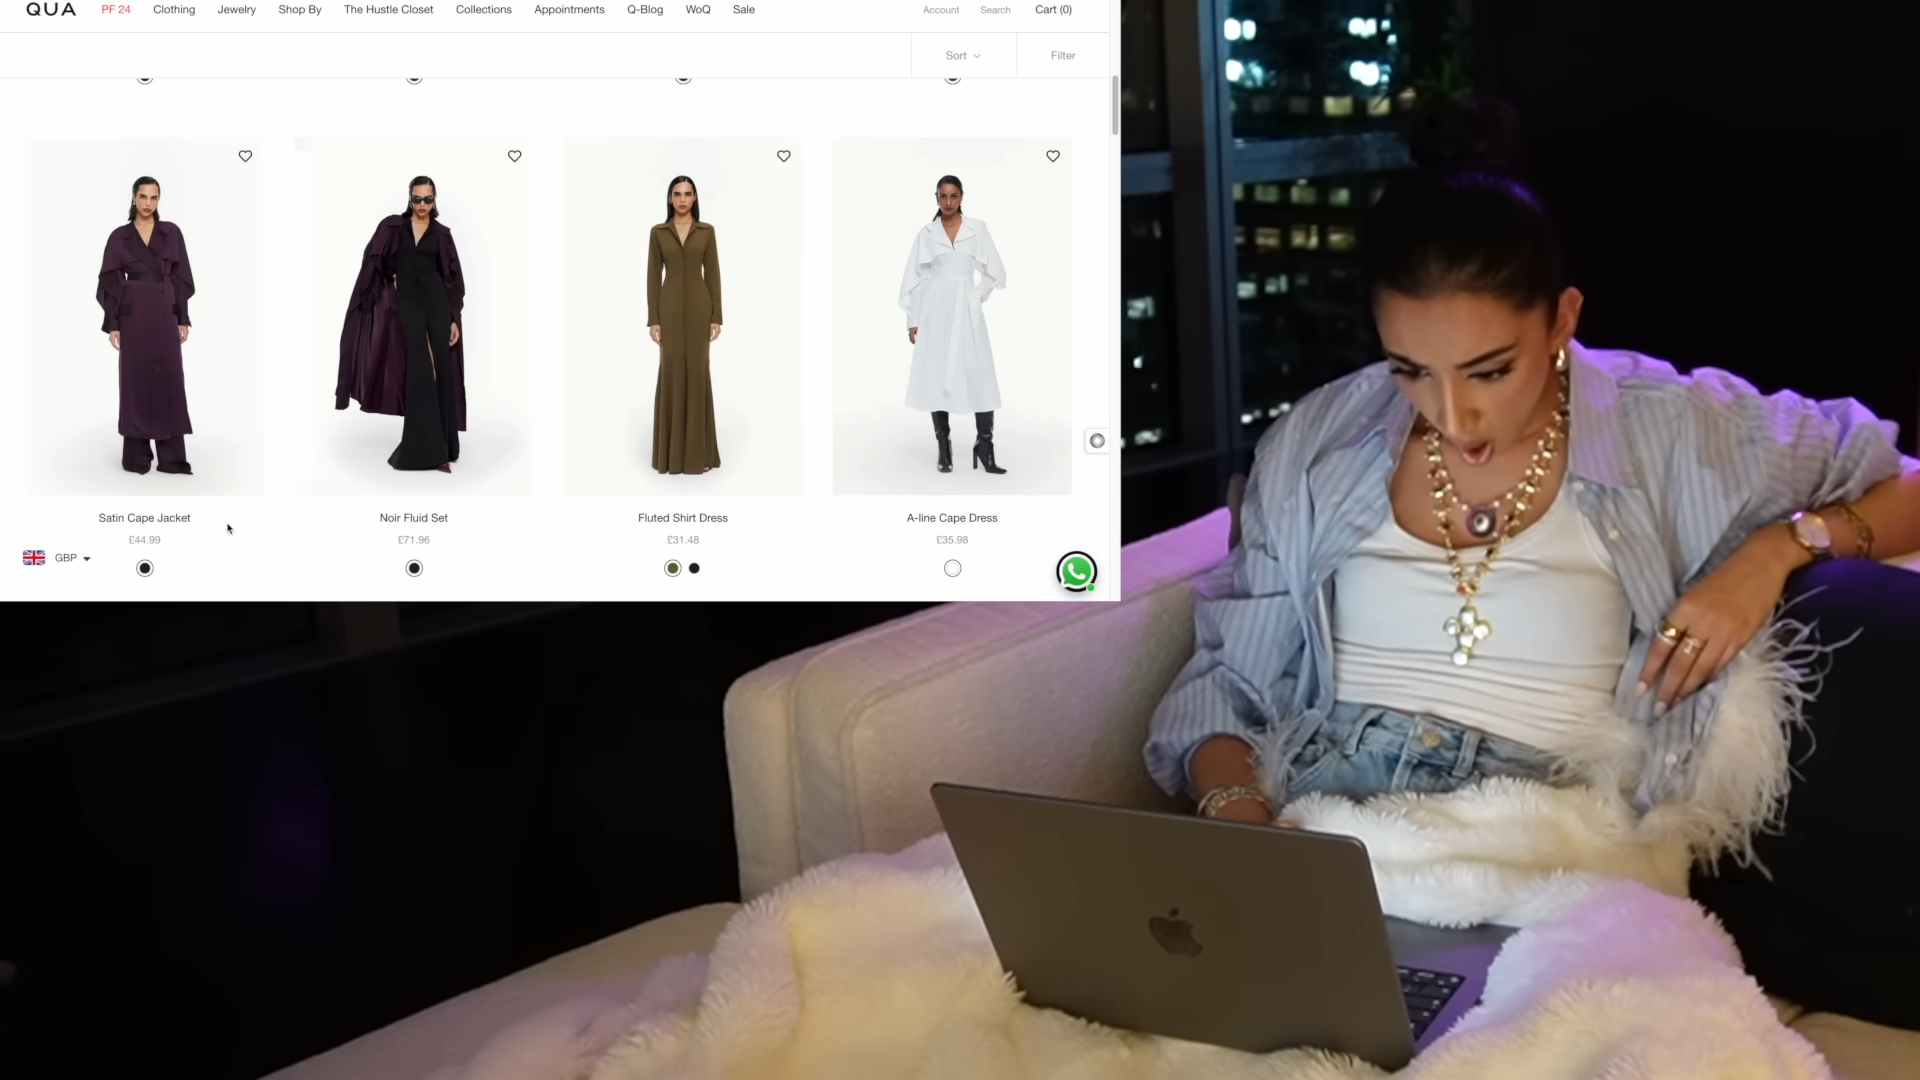 QUA PF 24 Clothing Jewelry Shop By The Hustle Closet Collections Appointments Q-Blog WoQ Sale Account Search Cart (0)
Sort Filter
Satin Cape Jacket Noir Fluid Set Fluted Shirt Dress A-line Cape Dress
£44.99 £71.96 £31.48 £35.98
GBP